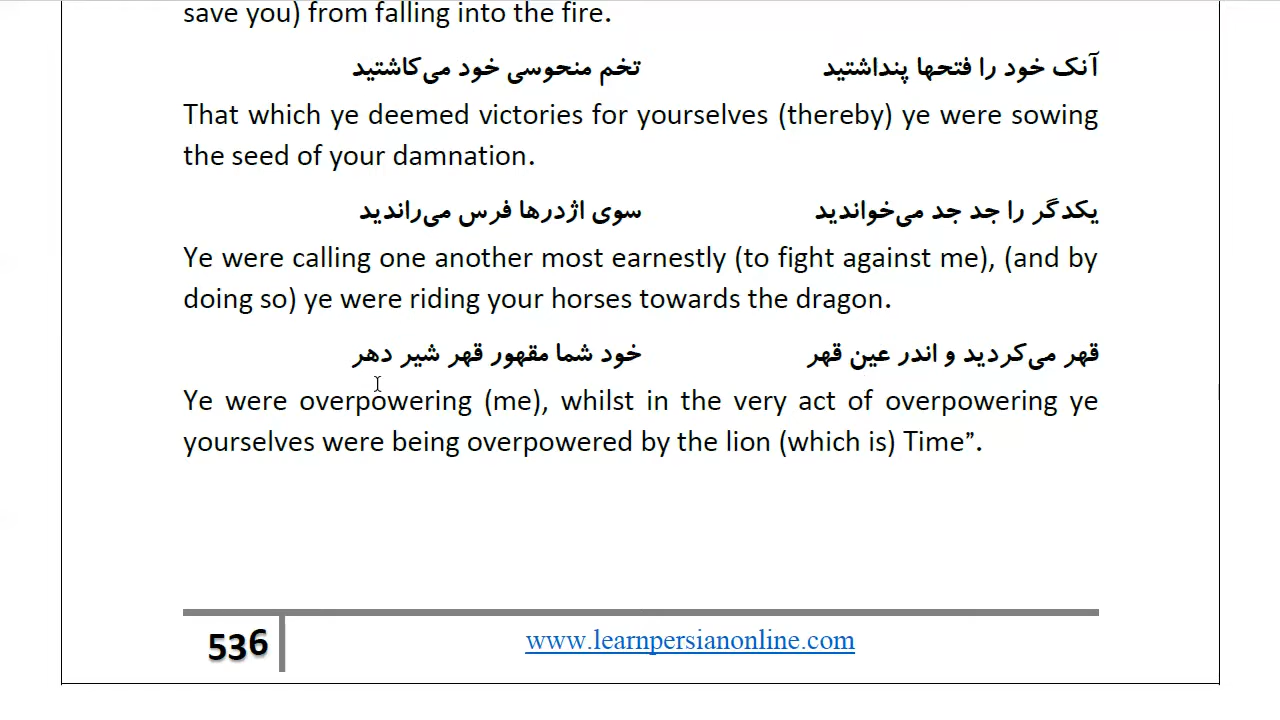 save you) from falling into the fire.
آنک خود را فتحها پنداشتید تخم منحوسی خود می‌کاشتید
That which ye deemed victories for yourselves (thereby) ye were sowing
the seed of your damnation.
یکدگر را جد جد می‌خواندید سوی اژدرها فرس می‌راندید
Ye were calling one another most earnestly (to fight against me), (and by
doing so) ye were riding your horses towards the dragon.
قهر می‌کردید و اندر عین قهر خود شما مقهور قهر شیر دهر
Ye were overpowering (me), whilst in the very act of overpowering ye
yourselves were being overpowered by the lion (which is) Time”.
536 www.learnpersianonline.com